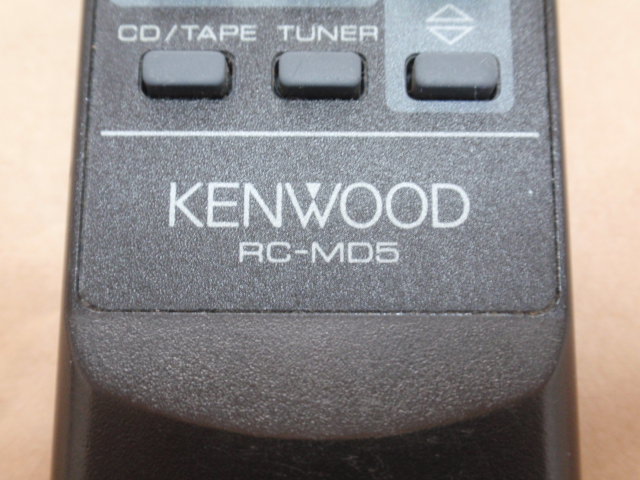 CD/TAPE TUNER
KENWOOD
RC-MD5